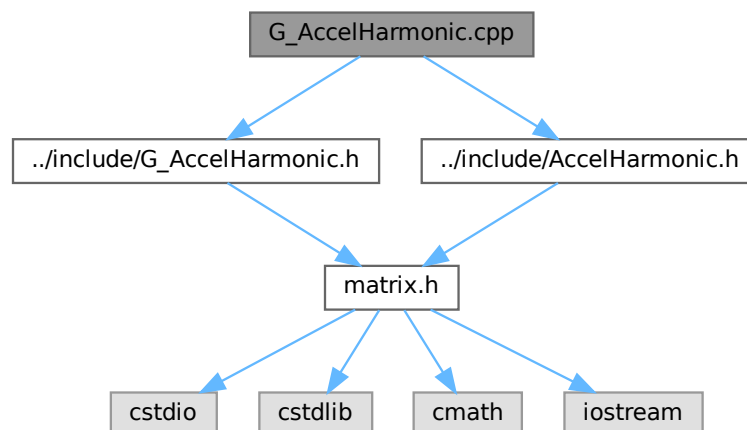 G_AccelHarmonic.cpp
../include/G_AccelHarmonic.h
../include/AccelHarmonic.h
matrix.h
cstdio
cstdlib
cmath
iostream